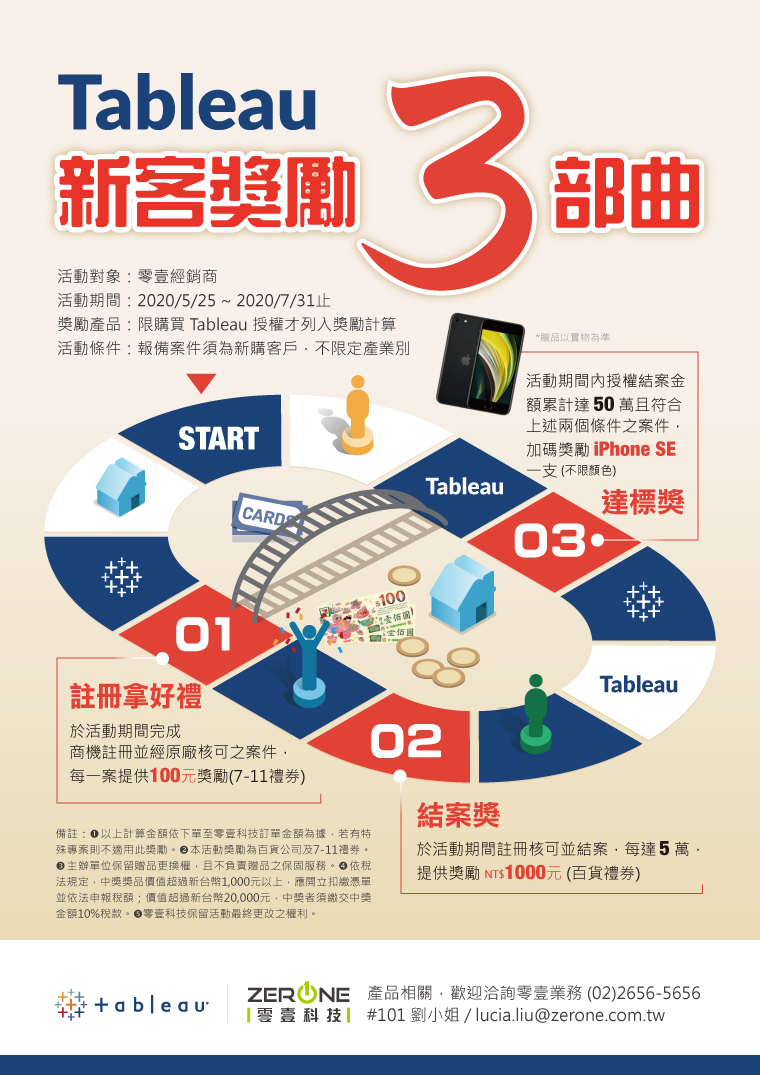 Tableau
新客獎勵3部曲
活動對象：零壹經銷商
活動期間：2020/5/25 ~ 2020/7/31止
獎勵產品：限購買 Tableau 授權才列入獎勵計算
活動條件：報備案件須為新購客戶，不限定產業別
*贈品以實物為準
活動期間內授權結案金
額累計達 50 萬且符合
上述兩個條件之案件，
加碼獎勵 iPhone SE
一支 (不限顏色)
達標獎
START
Tableau
CARDS
03
$100
壹佰圓
壹佰圓
01
Tableau
02
註冊拿好禮
於活動期間完成
商機註冊並經原廠核可之案件，
每一案提供100元獎勵(7-11禮券)
結案獎
於活動期間註冊核可並結案，每達 5 萬，
提供獎勵 NT$1000元 (百貨禮券)
備註：❶以上計算金額依下單至零壹科技訂單金額為據，若有特
殊專案則不適用此獎勵。❷本活動獎勵為百貨公司及7-11禮券。
❸主辦單位保留贈品更換權，且不負責贈品之保固服務。❹依稅
法規定，中獎獎品價值超過新台幣1,000元以上，應開立扣繳憑單
並依法申報稅額；價值超過新台幣20,000元，中獎者須繳交中獎
金額10%稅款。❺零壹科技保留活動最終更改之權利。
+ableau
ZERONE
零壹科技
產品相關，歡迎洽詢零壹業務 (02)2656-5656
#101 劉小姐 / lucia.liu@zerone.com.tw